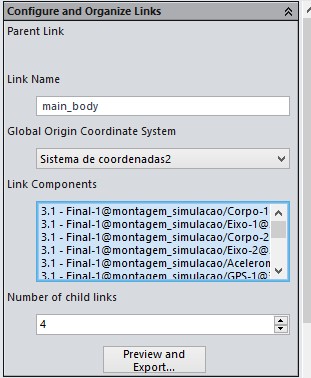 Configure and Organize Links
Parent Link
Link Name
main_body
Global Origin Coordinate System
Sistema de coordenadas2
Link Components
3.1 - Final-1@montagem_simulacao/Corpo-1
3.1 - Final-1@montagem_simulacao/Eixo-1@
3.1 - Final-1@montagem_simulacao/Corpo-2
3.1 - Final-1@montagem_simulacao/Eixo-2@
3.1 - Final-1@montagem_simulacao/Aceleror
3.1 - Final-1@montagem_simulacao/GPS-1@
Number of child links
4
Preview and
Export...